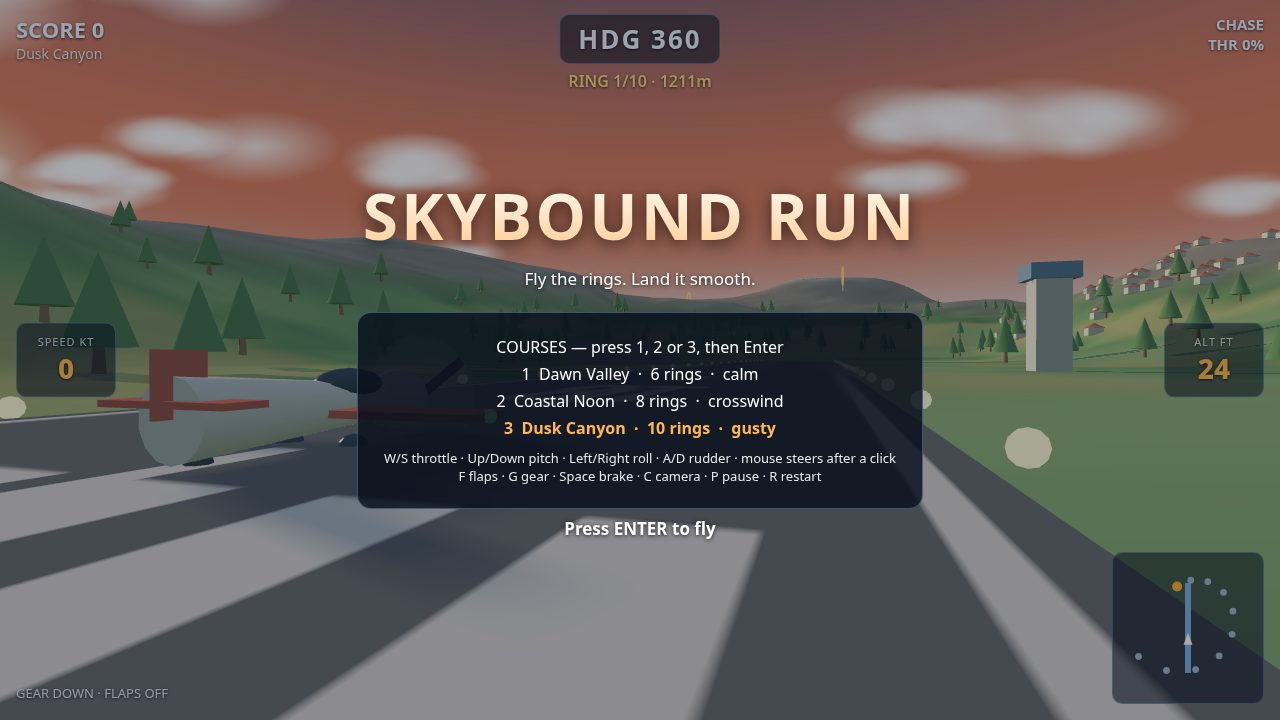 SCORE 0
Dusk Canyon
HDG 360
RING 1/10 · 1211m
CHASE
THR 0%
SKYBOUND RUN
Fly the rings. Land it smooth.
SPEED KT
0
ALT FT
24
COURSES — press 1, 2 or 3, then Enter
1 Dawn Valley · 6 rings · calm
2 Coastal Noon · 8 rings · crosswind
3 Dusk Canyon · 10 rings · gusty
W/S throttle · Up/Down pitch · Left/Right roll · A/D rudder · mouse steers after a click
F flaps · G gear · Space brake · C camera · P pause · R restart
Press ENTER to fly
GEAR DOWN · FLAPS OFF